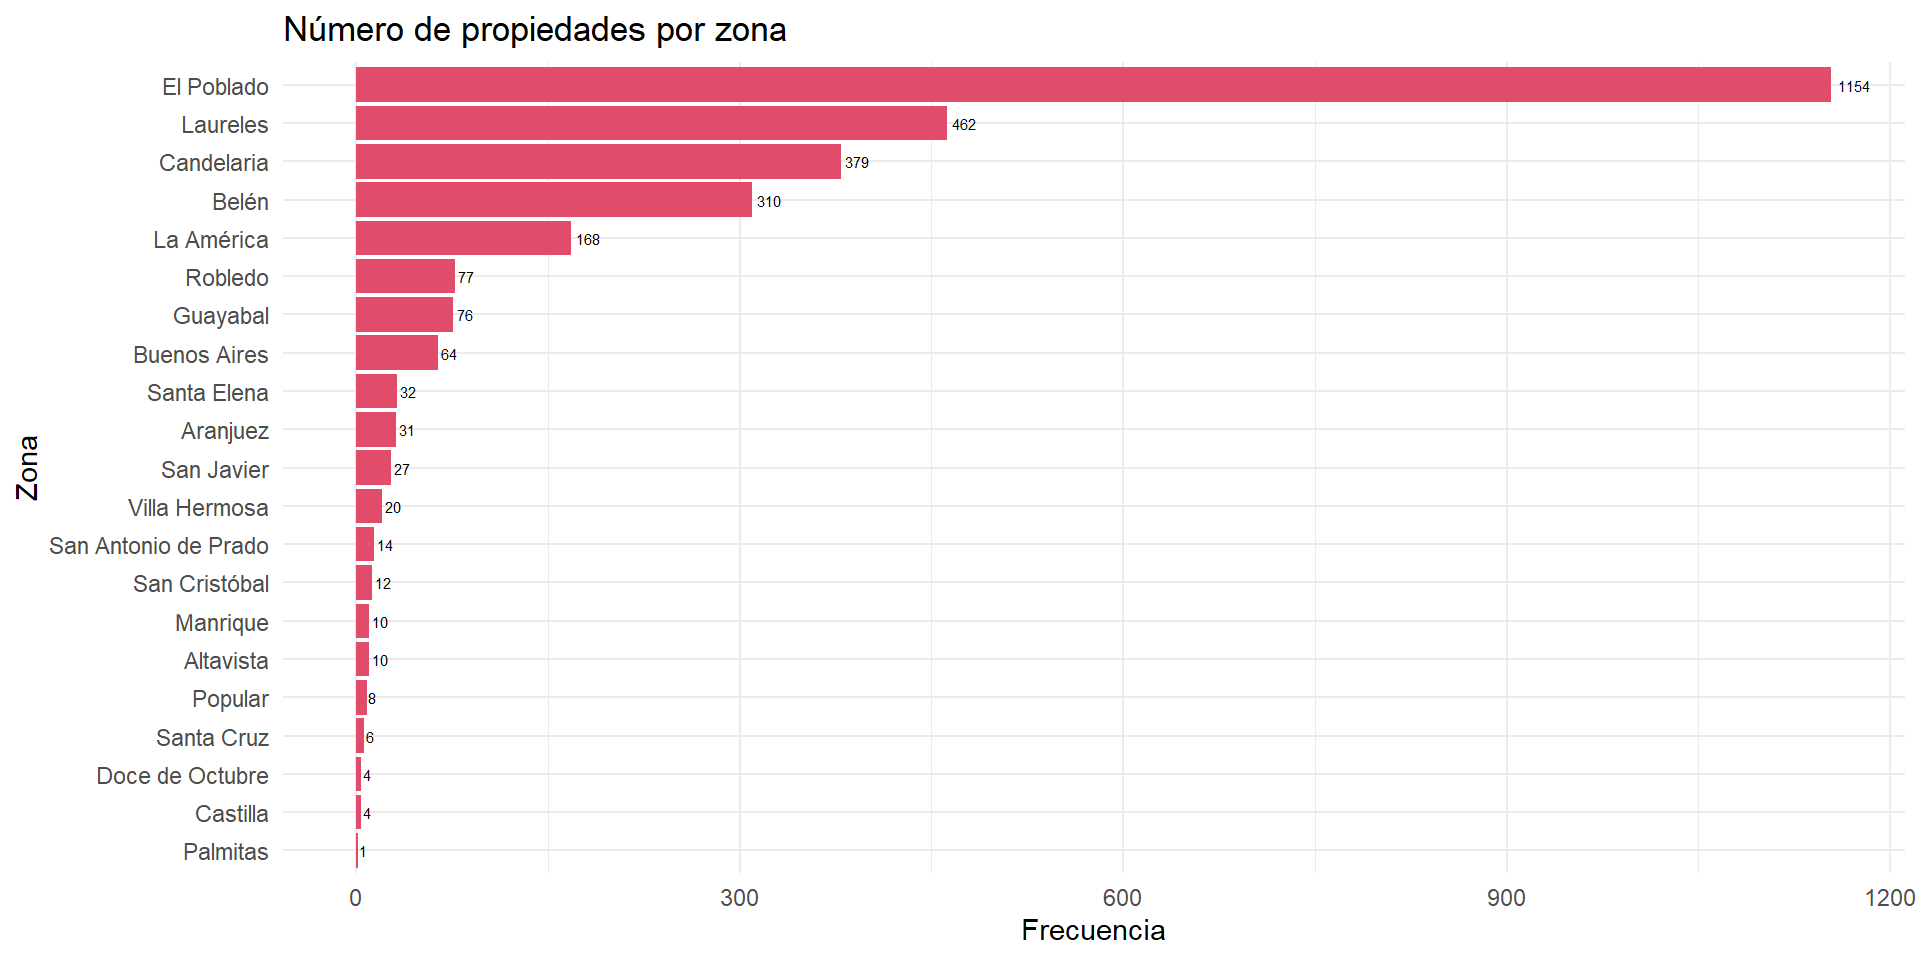 Número de propiedades por zona
El Poblado 1154
Laureles 462
Candelaria 379
Belén 310
La América 168
Robledo 77
Guayabal 76
Buenos Aires 64
Santa Elena 32
Aranjuez 31
San Javier 27
Villa Hermosa 20
San Antonio de Prado 14
San Cristóbal 12
Manrique 10
Altavista 10
Popular 8
Santa Cruz 6
Doce de Octubre 4
Castilla 4
Palmitas 1
Zona
0 300 600 900 1200
Frecuencia